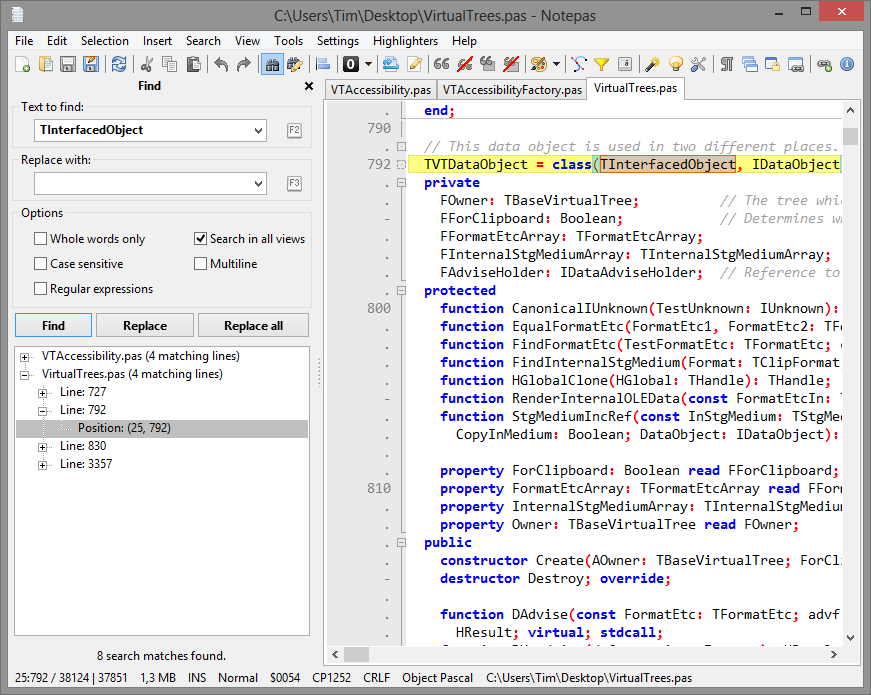 C:\Users\Tim\Desktop\VirtualTrees.pas - Notepas
File Edit Selection Insert Search View Tools Settings Highlighters Help
Find
Text to find:
TInterfacedObject
F2
Replace with:
F3
Options
Whole words only
Search in all views
Case sensitive
Multiline
Regular expressions
Find Replace Replace all
VTAccessibility.pas (4 matching lines)
VirtualTrees.pas (4 matching lines)
Line: 727
Line: 792
Position: (25, 792)
Line: 830
Line: 3357
8 search matches found.
VTAccessibility.pas VTAccessibilityFactory.pas VirtualTrees.pas
end;
790
// This data object is used in two different places.
792 TVTDataObject = class(TInterfacedObject, IDataObject
private
FOwner: TBaseVirtualTree; // The tree whi
FForClipboard: Boolean; // Determines w
FFormatEtcArray: TFormatEtcArray;
FInternalStgMediumArray: TInternalStgMediumArray;
FAdviseHolder: IDataAdviseHolder; // Reference to
protected
800 function CanonicalIUnknown(TestUnknown: IUnknown):
function EqualFormatEtc(FormatEtc1, FormatEtc2: TFo
function FindFormatEtc(TestFormatEtc: TFormatEtc; c
function FindInternalStgMedium(Format: TClipFormat
function HGlobalClone(HGlobal: THandle): THandle;
function RenderInternalOLEData(const FormatEtcIn: T
function StgMediumIncRef(const InStgMedium: TStgMe
CopyInMedium: Boolean; DataObject: IDataObject):
property ForClipboard: Boolean read FForClipboard;
810 property FormatEtcArray: TFormatEtcArray read FFor
property InternalStgMediumArray: TInternalStgMedium
property Owner: TBaseVirtualTree read FOwner;
public
constructor Create(AOwner: TBaseVirtualTree; ForCl
destructor Destroy; override;
function DAdvise(const FormatEtc: TFormatEtc; advf
HResult; virtual; stdcall;
25:792 / 38124 | 37851 1,3 MB INS Normal $0054 CP1252 CRLF Object Pascal C:\Users\Tim\Desktop\VirtualTrees.pas